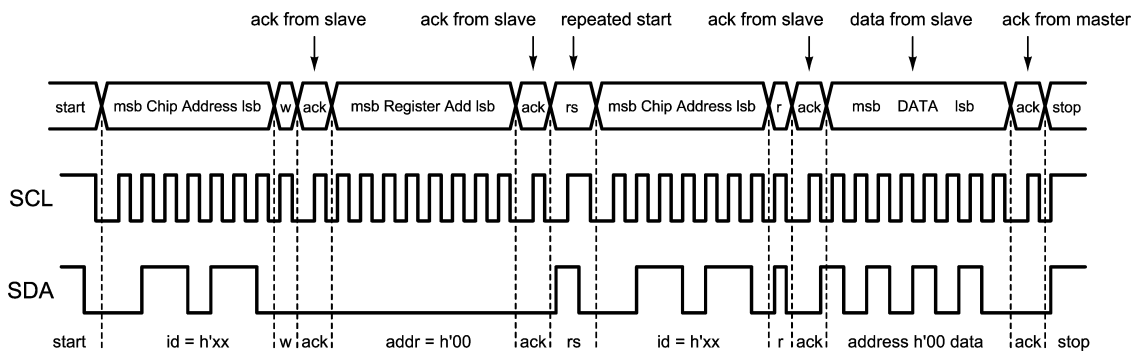 ack from slave ack from slave repeated start ack from slave data from slave ack from master
start msb Chip Address lsb w ack msb Register Add lsb ack rs msb Chip Address lsb r ack msb DATA lsb ack stop
SCL
SDA
start id = h'xx w ack addr = h'00 ack rs id = h'xx r ack address h'00 data ack stop